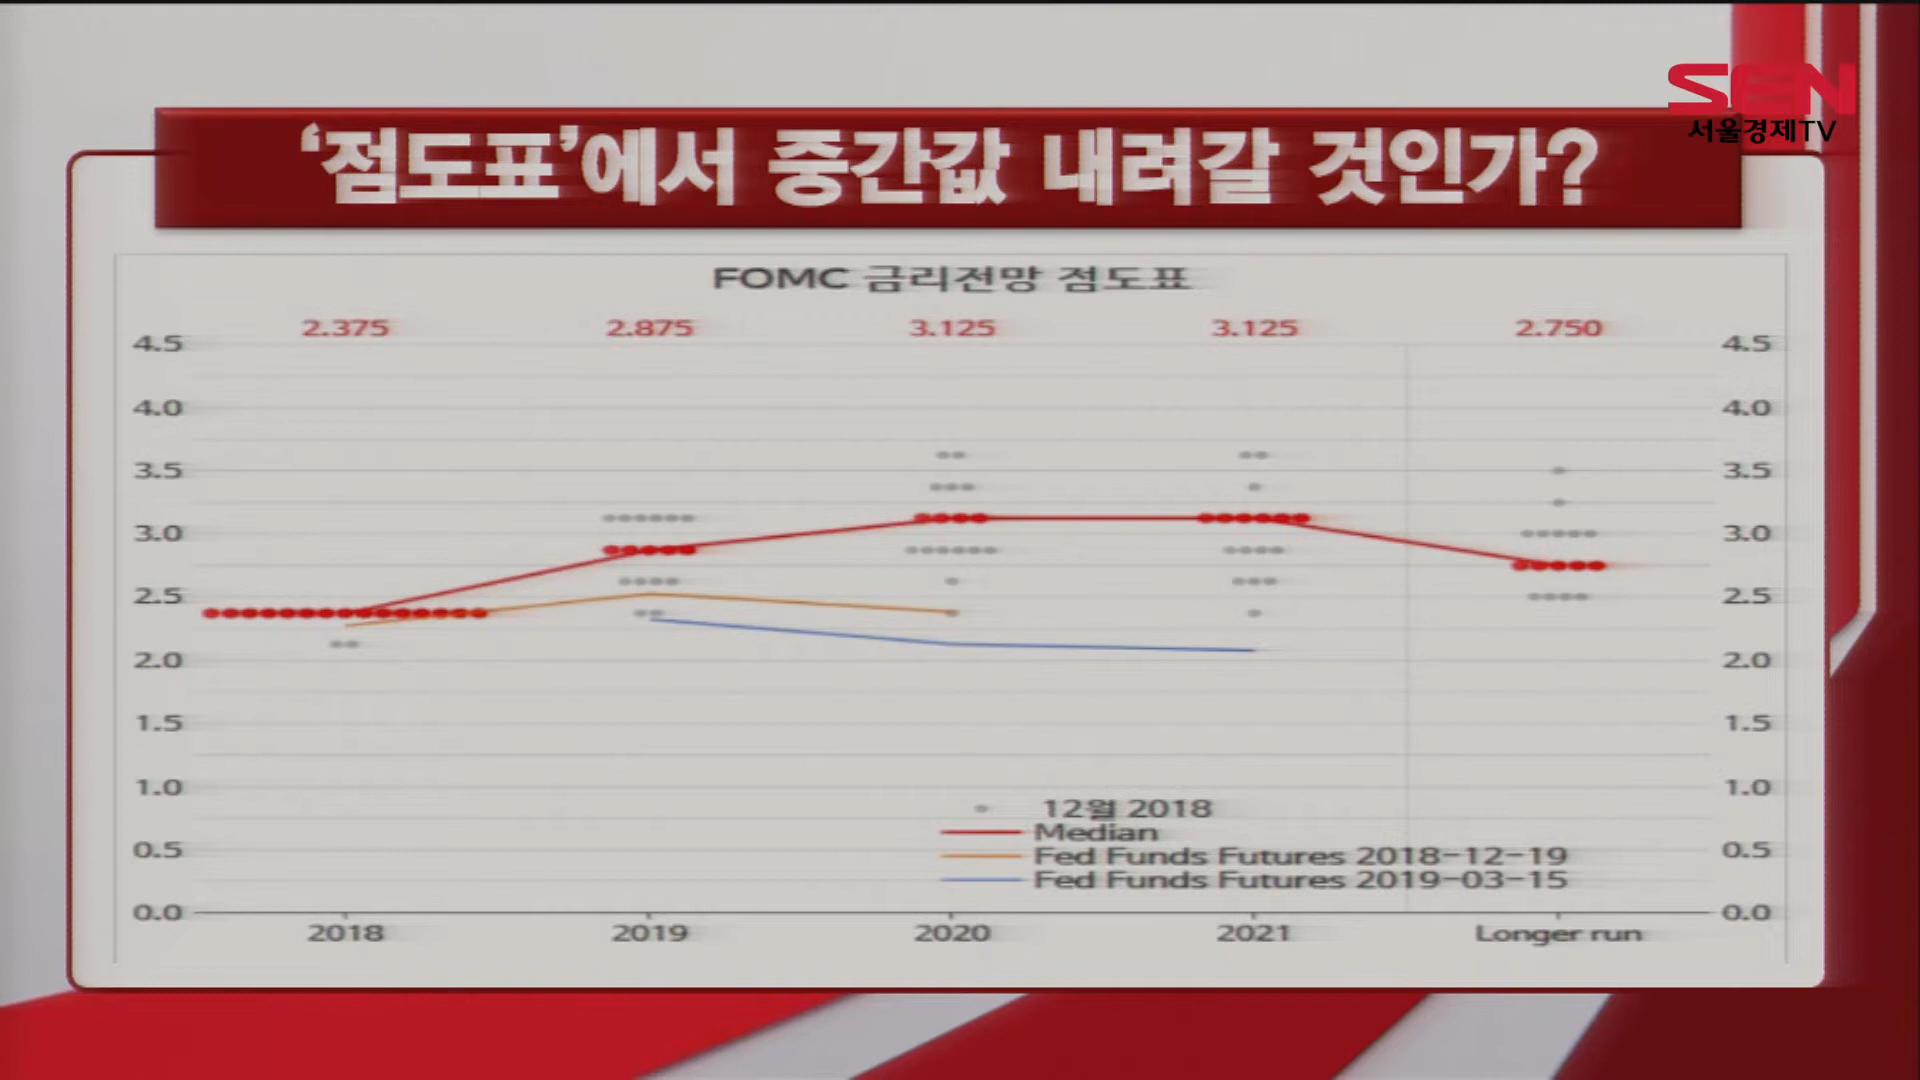 SEN
서울경제TV
‘점도표’에서 중간값 내려갈 것인가?
FOMC 금리전망 점도표
2.375 2.875 3.125 3.125 2.750
4.5 4.5
4.0 4.0
3.5 3.5
3.0 3.0
2.5 2.5
2.0 2.0
1.5 1.5
1.0 1.0
12월 2018
Median
0.5 0.5
Fed Funds Futures 2018-12-19
Fed Funds Futures 2019-03-15
0.0 0.0
2018 2019 2020 2021 Longer run